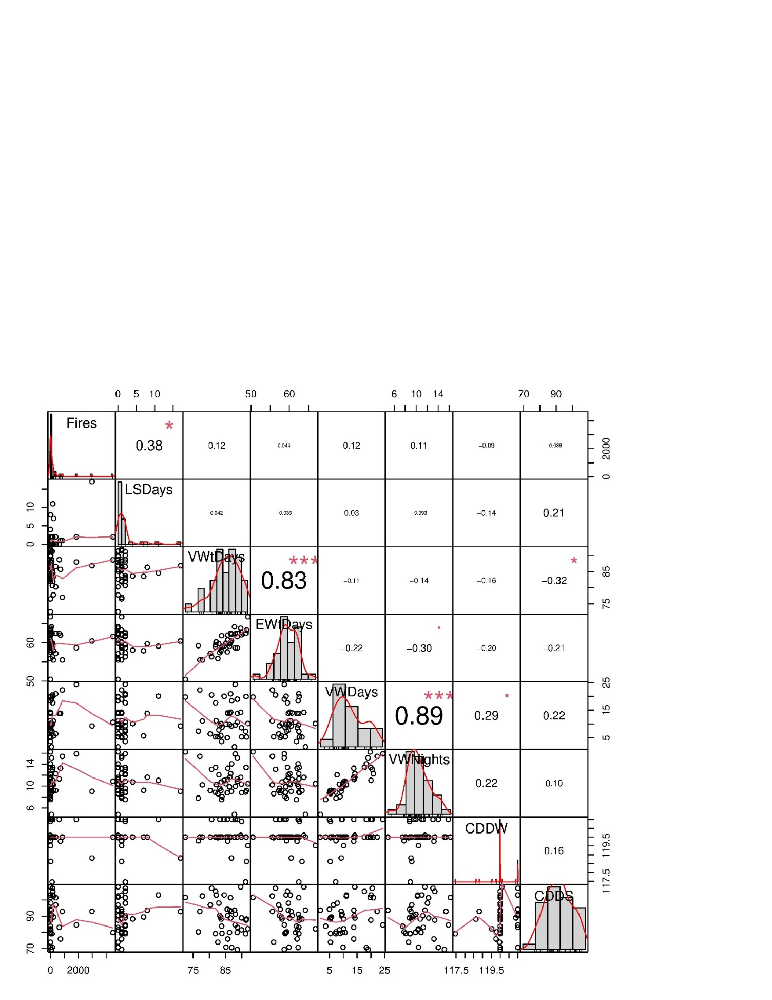 0 5 10 50 60 6 10 14 70 90
Fires * 0.38 0.12 0.044 0.12 0.11 −0.09 −0.086 0 2000
0 5 10 LSDays 0.042 −0.035 0.03 −0.093 −0.14 0.21
VWtDays *** 0.83 −0.11 −0.14 −0.16 * −0.32 75 85
50 60 EWtDays −0.22 . −0.30 −0.20 −0.21
VWDays *** 0.89 . 0.29 0.22 5 15 25
6 10 14 VWNights 0.22 0.10
CDDW 0.16 117.5 119.5
70 90 CDDS
0 2000 75 85 5 15 25 117.5 119.5